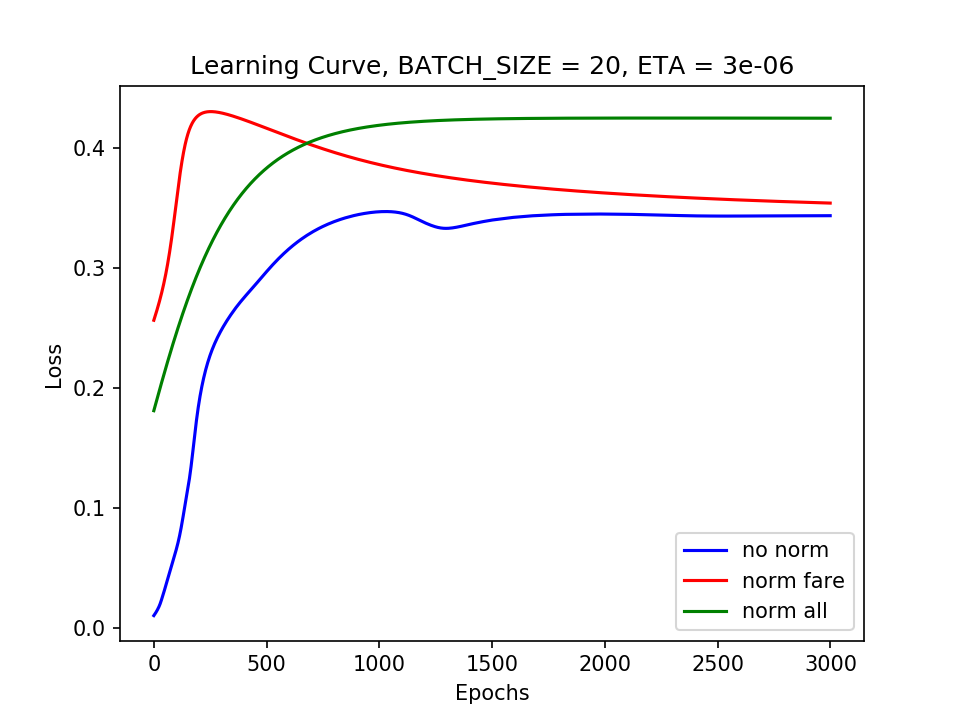 Learning Curve, BATCH_SIZE = 20, ETA = 3e-06
Loss
0.4
0.3
0.2
0.1
0.0
no norm
norm fare
norm all
0 500 1000 1500 2000 2500 3000
Epochs